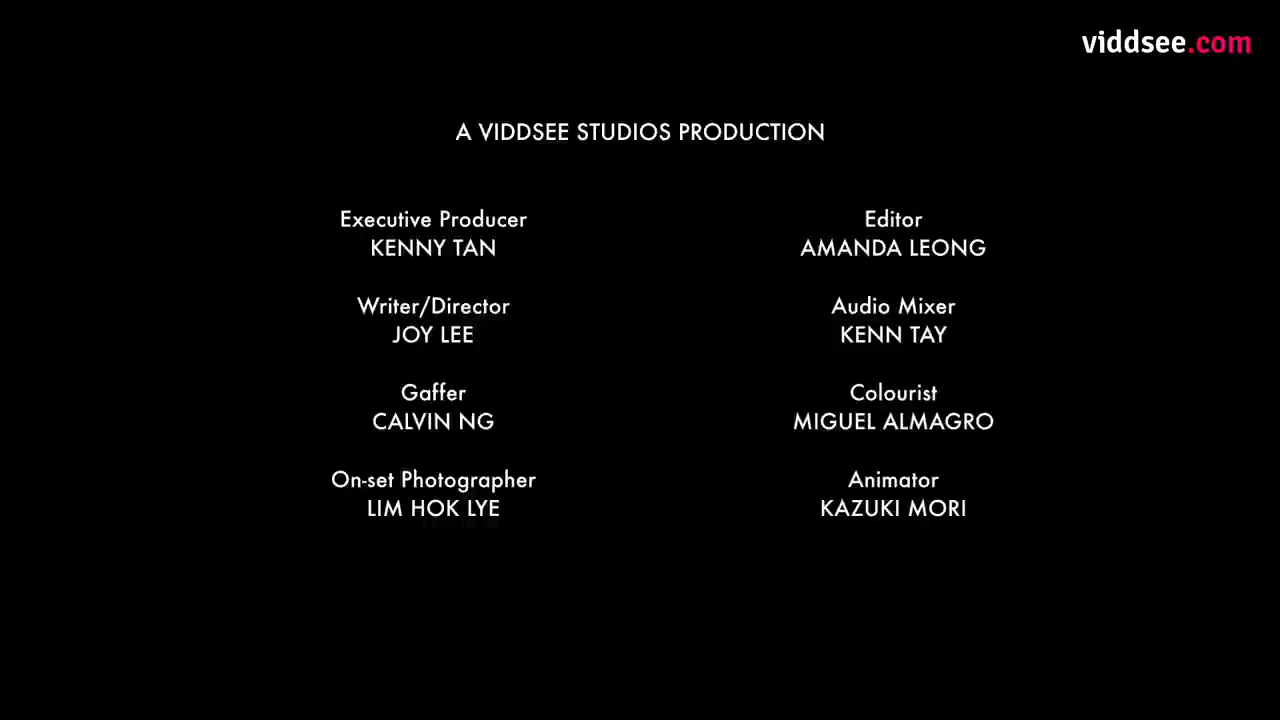 viddsee.com
A VIDDSEE STUDIOS PRODUCTION
Executive Producer
KENNY TAN
Writer/Director
JOY LEE
Gaffer
CALVIN NG
On-set Photographer
LIM HOK LYE
Editor
AMANDA LEONG
Audio Mixer
KENN TAY
Colourist
MIGUEL ALMAGRO
Animator
KAZUKI MORI